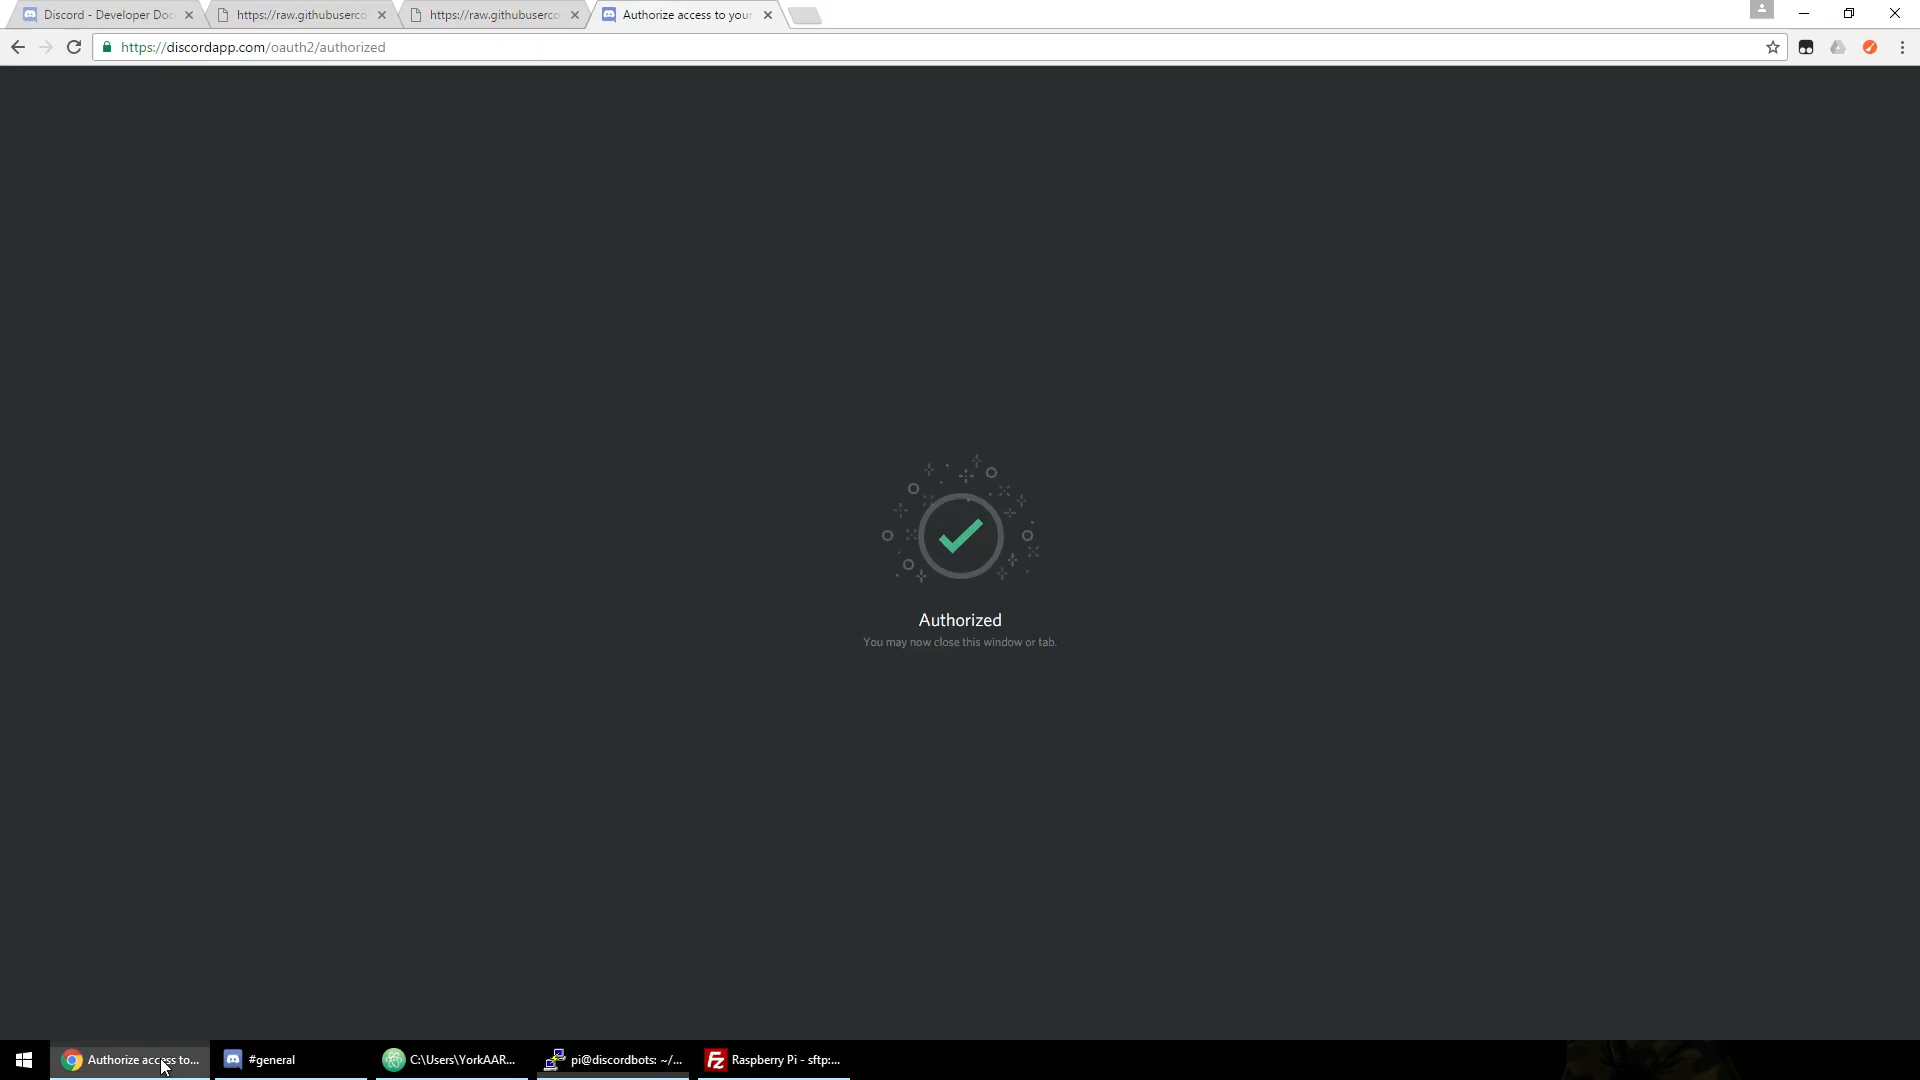 Discord - Developer Doc
https://raw.githubuserco
https://raw.githubuserco
Authorize access to your
https://discordapp.com/oauth2/authorized
Authorized
You may now close this window or tab.
Authorize access to...
#general
C:\Users\YorkAAR...
pi@discordbots: ~/...
Raspberry Pi - sftp:...